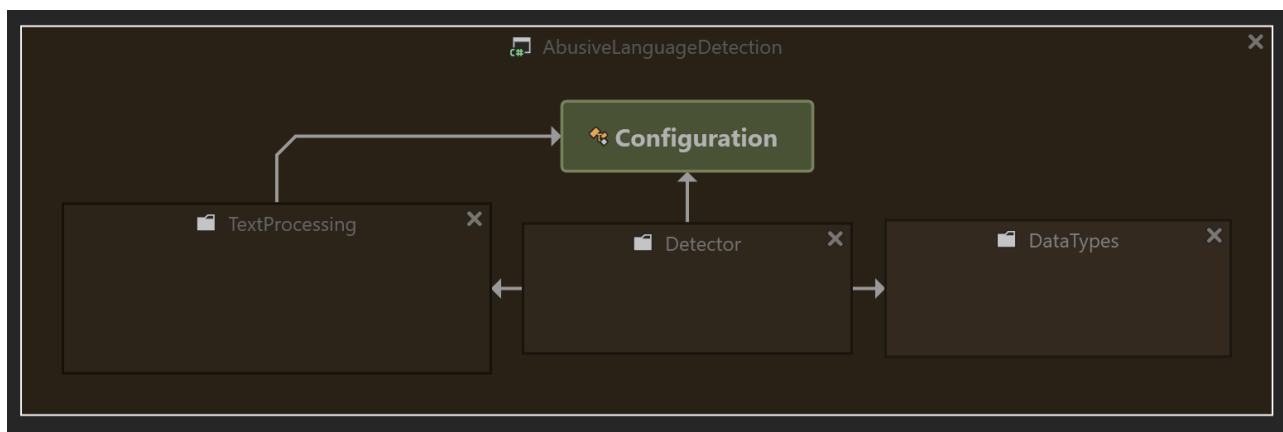 C# AbusiveLanguageDetection
Configuration
TextProcessing
Detector
DataTypes